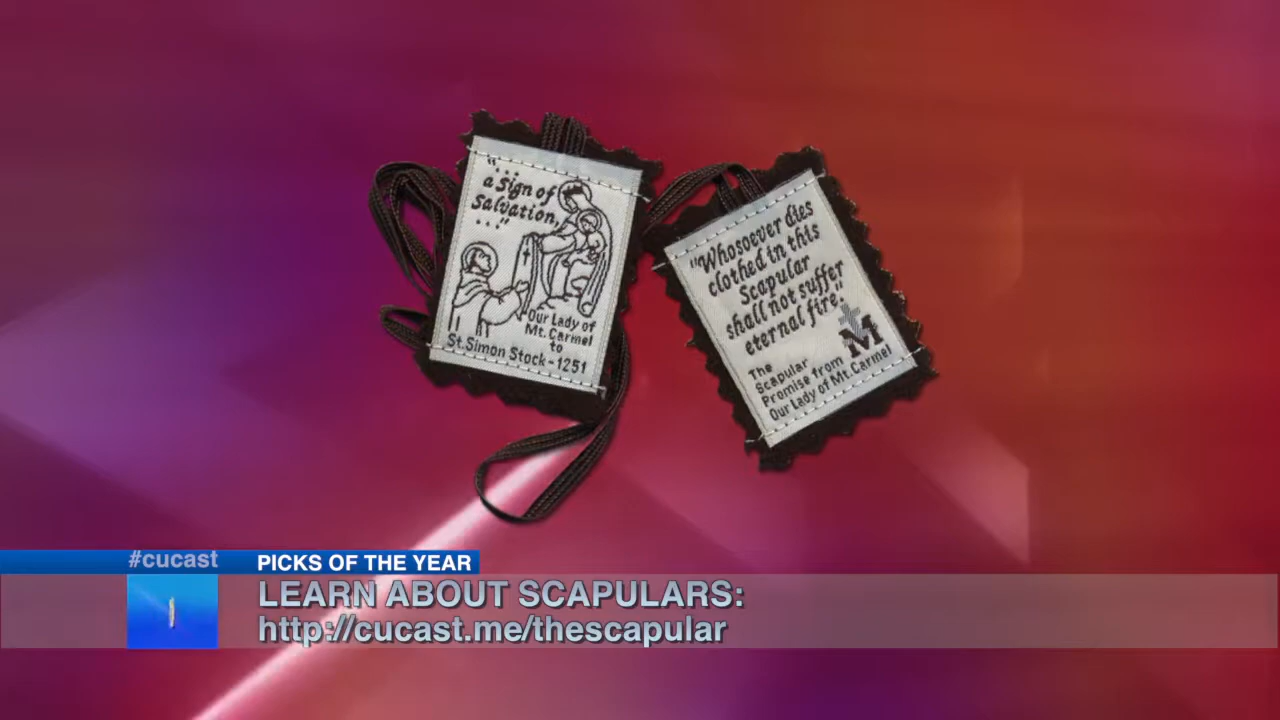 "...
a Sign of
Salvation,
..."
Our Lady of
Mt. Carmel
to
St. Simon Stock - 1251
"Whosoever dies
clothed in this
Scapular
shall not suffer
eternal fire."
M
The
Scapular
Promise from
Our Lady of Mt. Carmel
#cucast
PICKS OF THE YEAR
LEARN ABOUT SCAPULARS:
http://cucast.me/thescapular